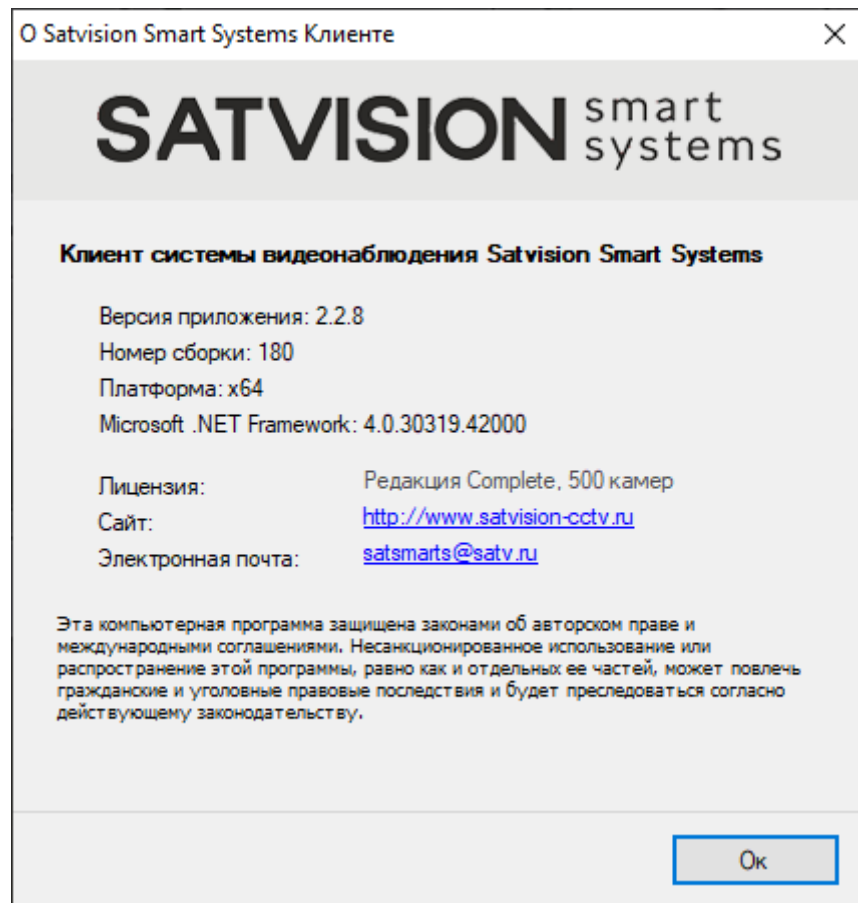 О Satvision Smart Systems Клиенте
SATVISION smart systems
Клиент системы видеонаблюдения Satvision Smart Systems
Версия приложения: 2.2.8
Номер сборки: 180
Платформа: x64
Microsoft .NET Framework: 4.0.30319.42000
Лицензия: Редакция Complete, 500 камер
Сайт: http://www.satvision-cctv.ru
Электронная почта: satsmarts@satv.ru
Эта компьютерная программа защищена законами об авторском праве и
международными соглашениями. Несанкционированное использование или
распространение этой программы, равно как и отдельных ее частей, может повлечь
гражданские и уголовные правовые последствия и будет преследоваться согласно
действующему законодательству.
Ок